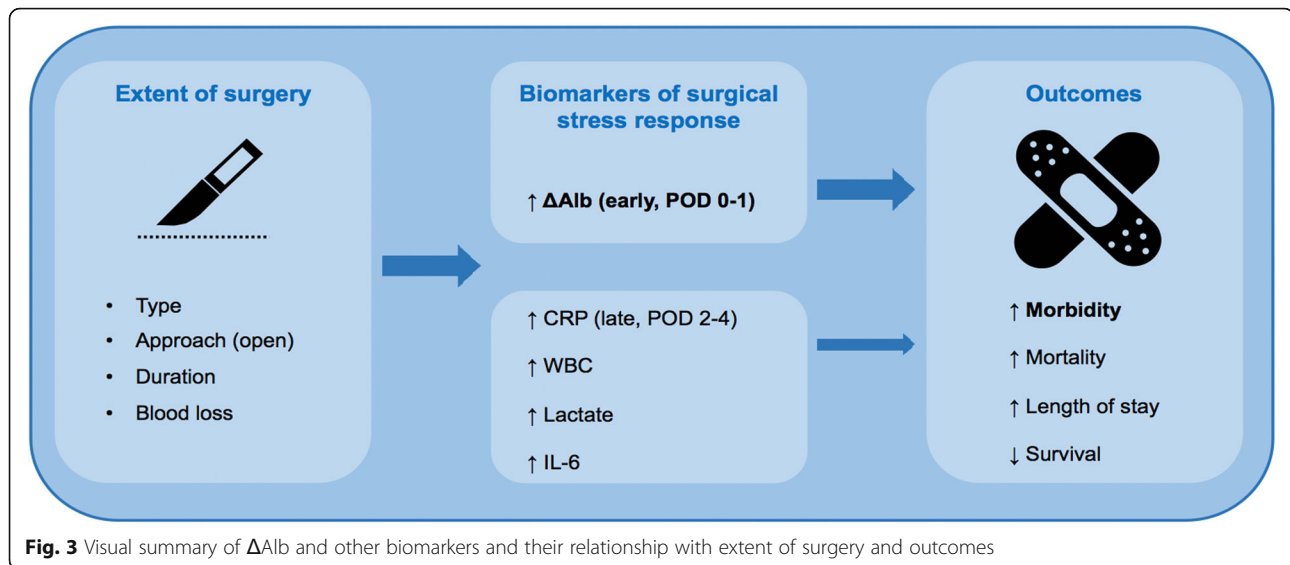 Extent of surgery
• Type
• Approach (open)
• Duration
• Blood loss
Biomarkers of surgical
stress response
↑ ΔAlb (early, POD 0-1)
↑ CRP (late, POD 2-4)
↑ WBC
↑ Lactate
↑ IL-6
Outcomes
↑ Morbidity
↑ Mortality
↑ Length of stay
↓ Survival
Fig. 3 Visual summary of ΔAlb and other biomarkers and their relationship with extent of surgery and outcomes